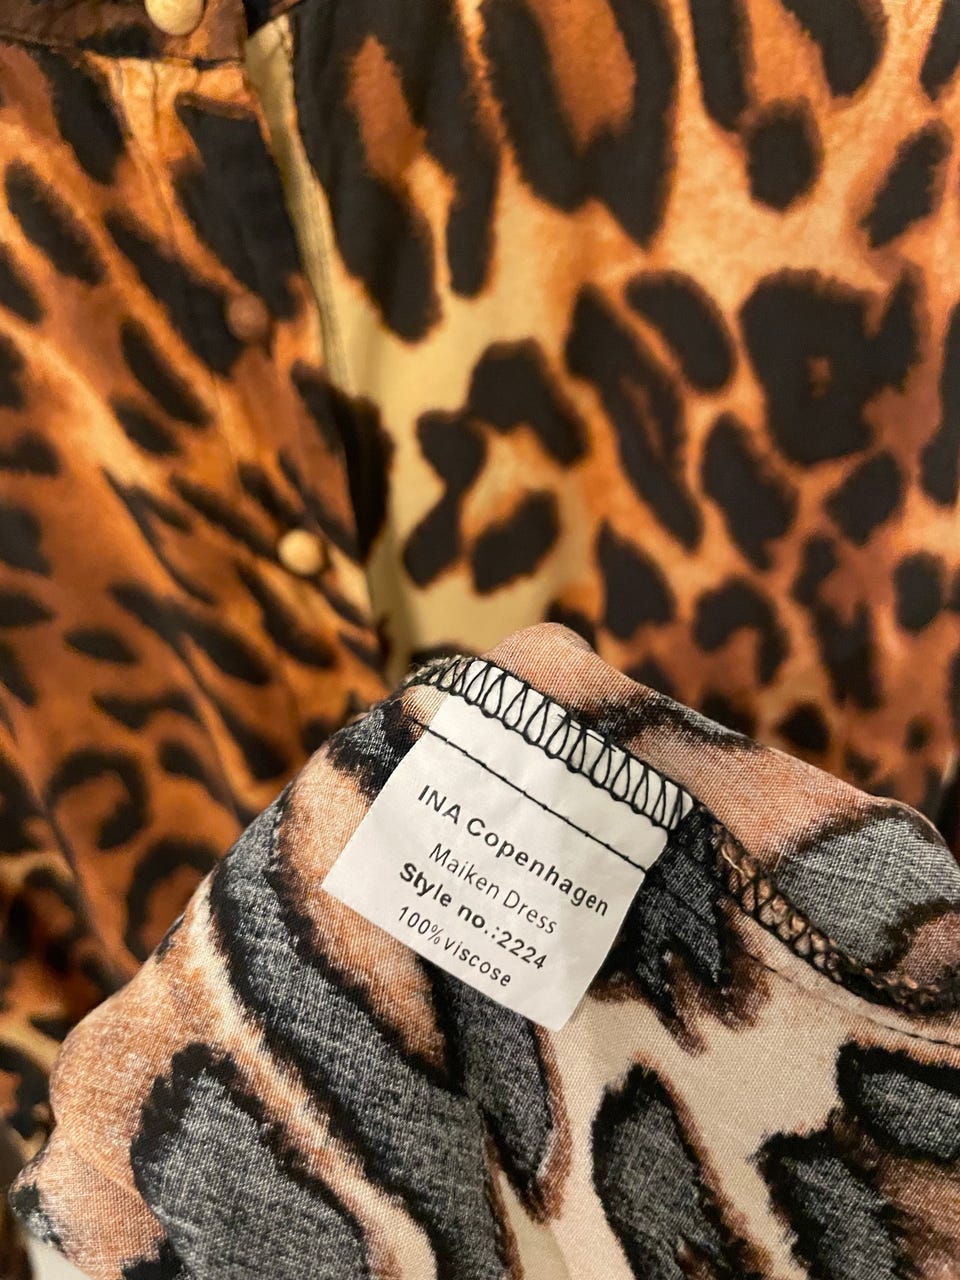 INA Copenhagen
Maiken Dress
Style no.:2224
100%viscose